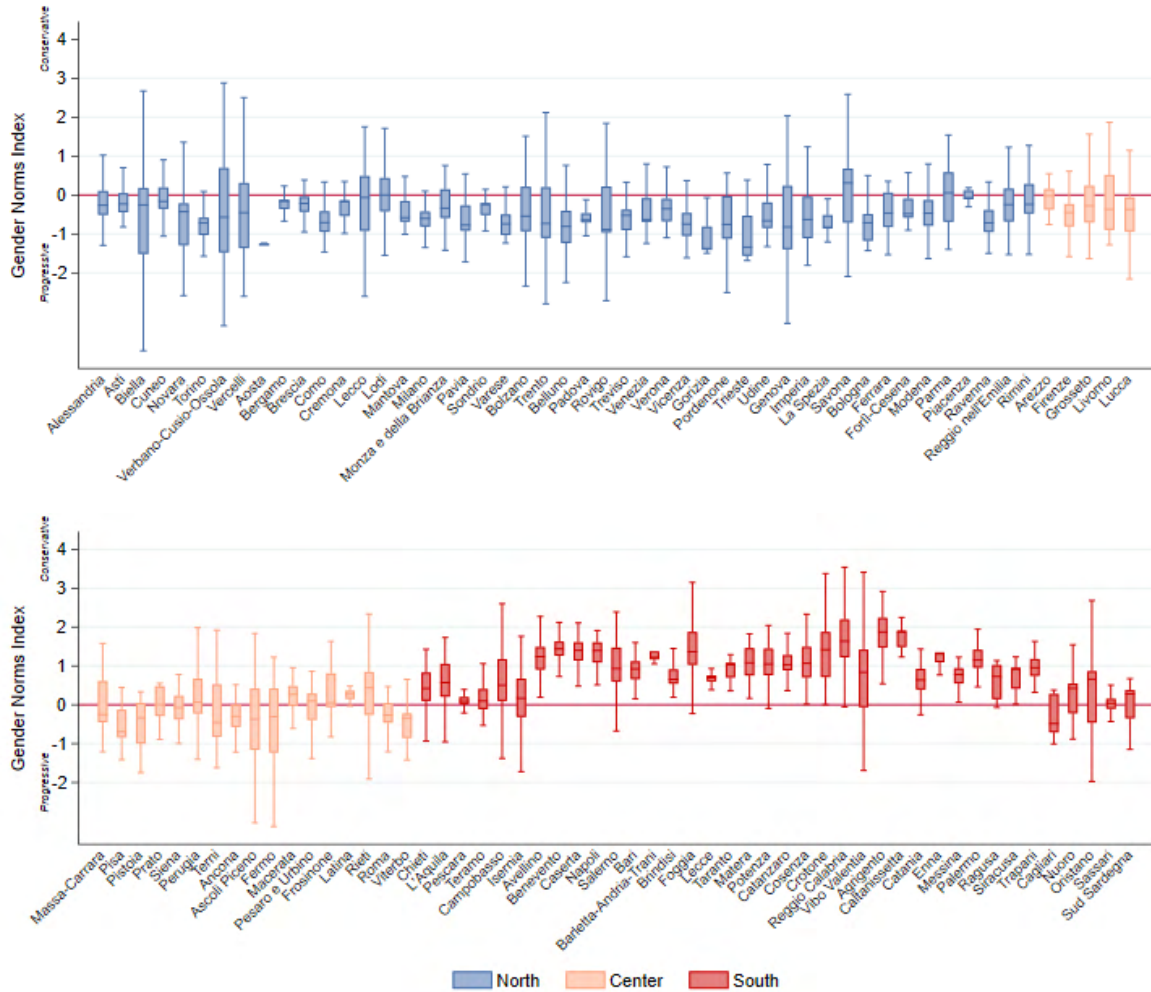 Conservative
4
3
2
1
0
-1
-2
Progressive
Gender Norms Index
Alessandria
Asti
Biella
Cuneo
Novara
Torino
Verbano-Cusio-Ossola
Vercelli
Aosta
Bergamo
Brescia
Como
Cremona
Lecco
Lodi
Mantova
Milano
Monza e della Brianza
Pavia
Sondrio
Varese
Bolzano
Trento
Belluno
Padova
Rovigo
Treviso
Venezia
Verona
Vicenza
Gorizia
Pordenone
Trieste
Udine
Genova
Imperia
La Spezia
Savona
Bologna
Ferrara
Forlì-Cesena
Modena
Parma
Piacenza
Ravenna
Reggio nell'Emilia
Rimini
Arezzo
Firenze
Grosseto
Livorno
Lucca
Conservative
4
3
2
1
0
-1
-2
Progressive
Gender Norms Index
Massa-Carrara
Pisa
Pistoia
Prato
Siena
Perugia
Terni
Ancona
Ascoli Piceno
Fermo
Macerata
Pesaro e Urbino
Frosinone
Latina
Rieti
Roma
Viterbo
Chieti
L'Aquila
Pescara
Teramo
Campobasso
Isernia
Avellino
Benevento
Caserta
Napoli
Salerno
Bari
Barletta-Andria-Trani
Brindisi
Foggia
Lecce
Taranto
Matera
Potenza
Catanzaro
Cosenza
Crotone
Reggio Calabria
Vibo Valentia
Agrigento
Caltanissetta
Catania
Enna
Messina
Palermo
Ragusa
Siracusa
Trapani
Cagliari
Nuoro
Oristano
Sassari
Sud Sardegna
North
Center
South